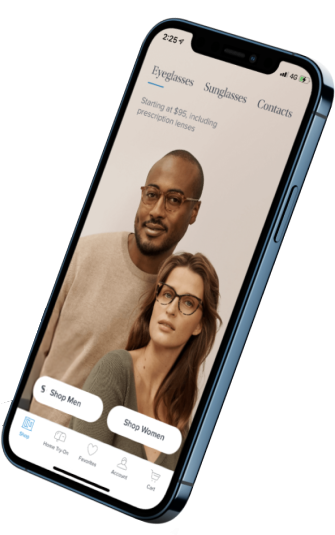 2:25
4G
Eyeglasses
Sunglasses
Contacts
Starting at $95, including
prescription lenses
Shop Men
Shop Women
Shop
Home Try-On
Favorites
Account
Cart